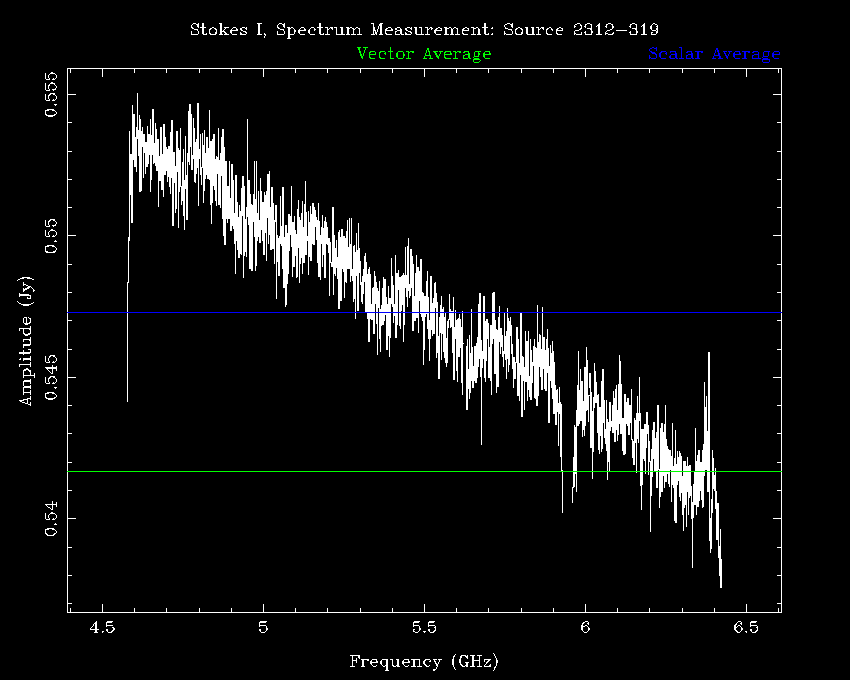 Stokes I, Spectrum Measurement: Source 2312−319
Vector Average Scalar Average
0.555
0.55
0.545
0.54
Amplitude (Jy)
4.5 5 5.5 6 6.5
Frequency (GHz)